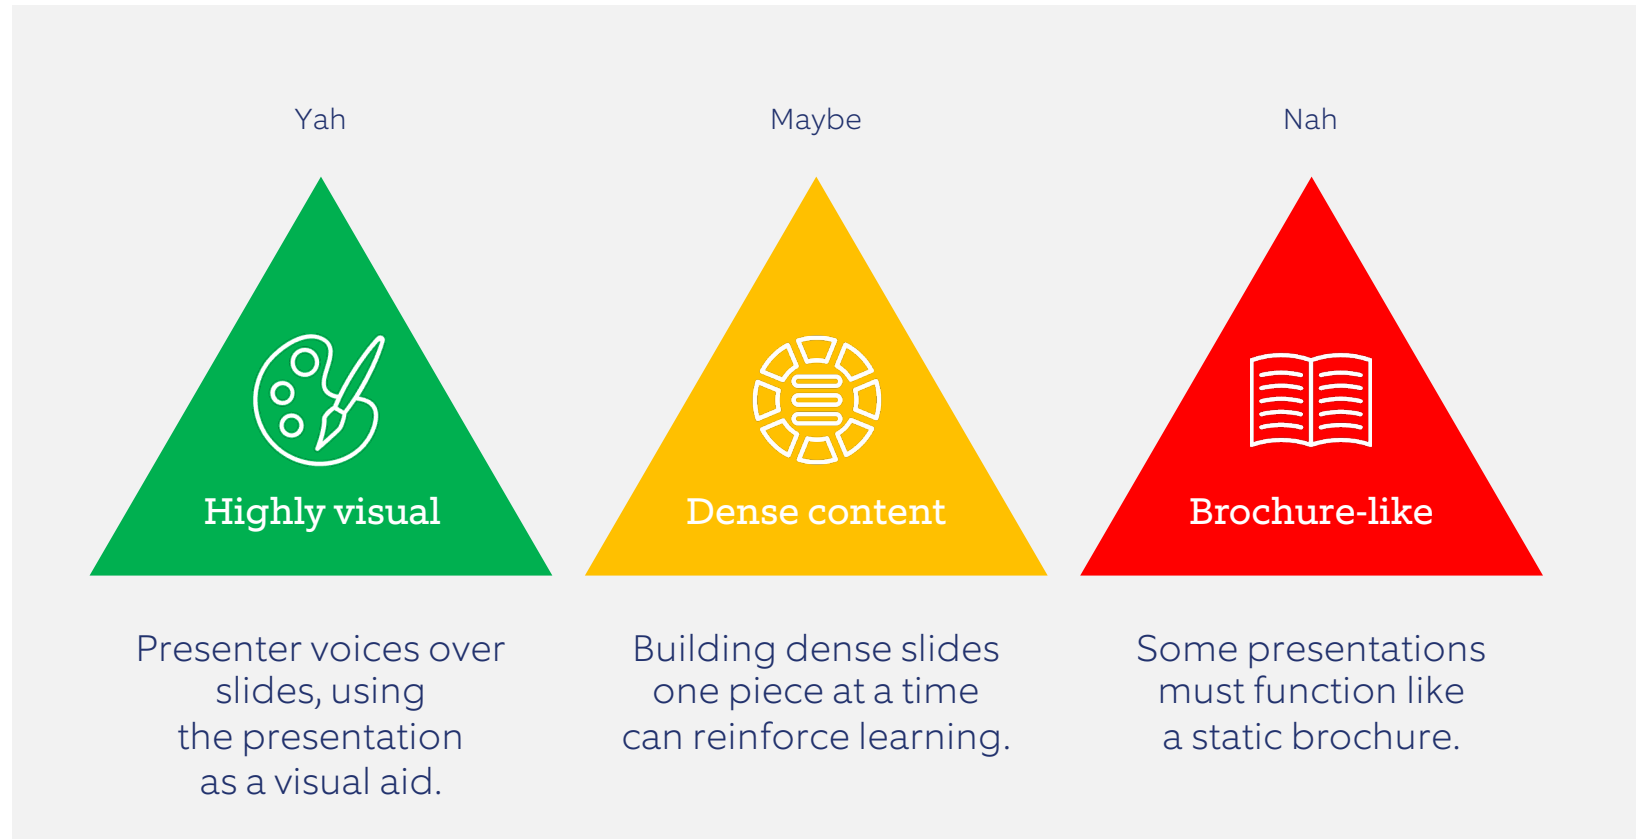 Yah
Maybe
Nah
Highly visual
Dense content
Brochure-like
Presenter voices over
slides, using
the presentation
as a visual aid.
Building dense slides
one piece at a time
can reinforce learning.
Some presentations
must function like
a static brochure.